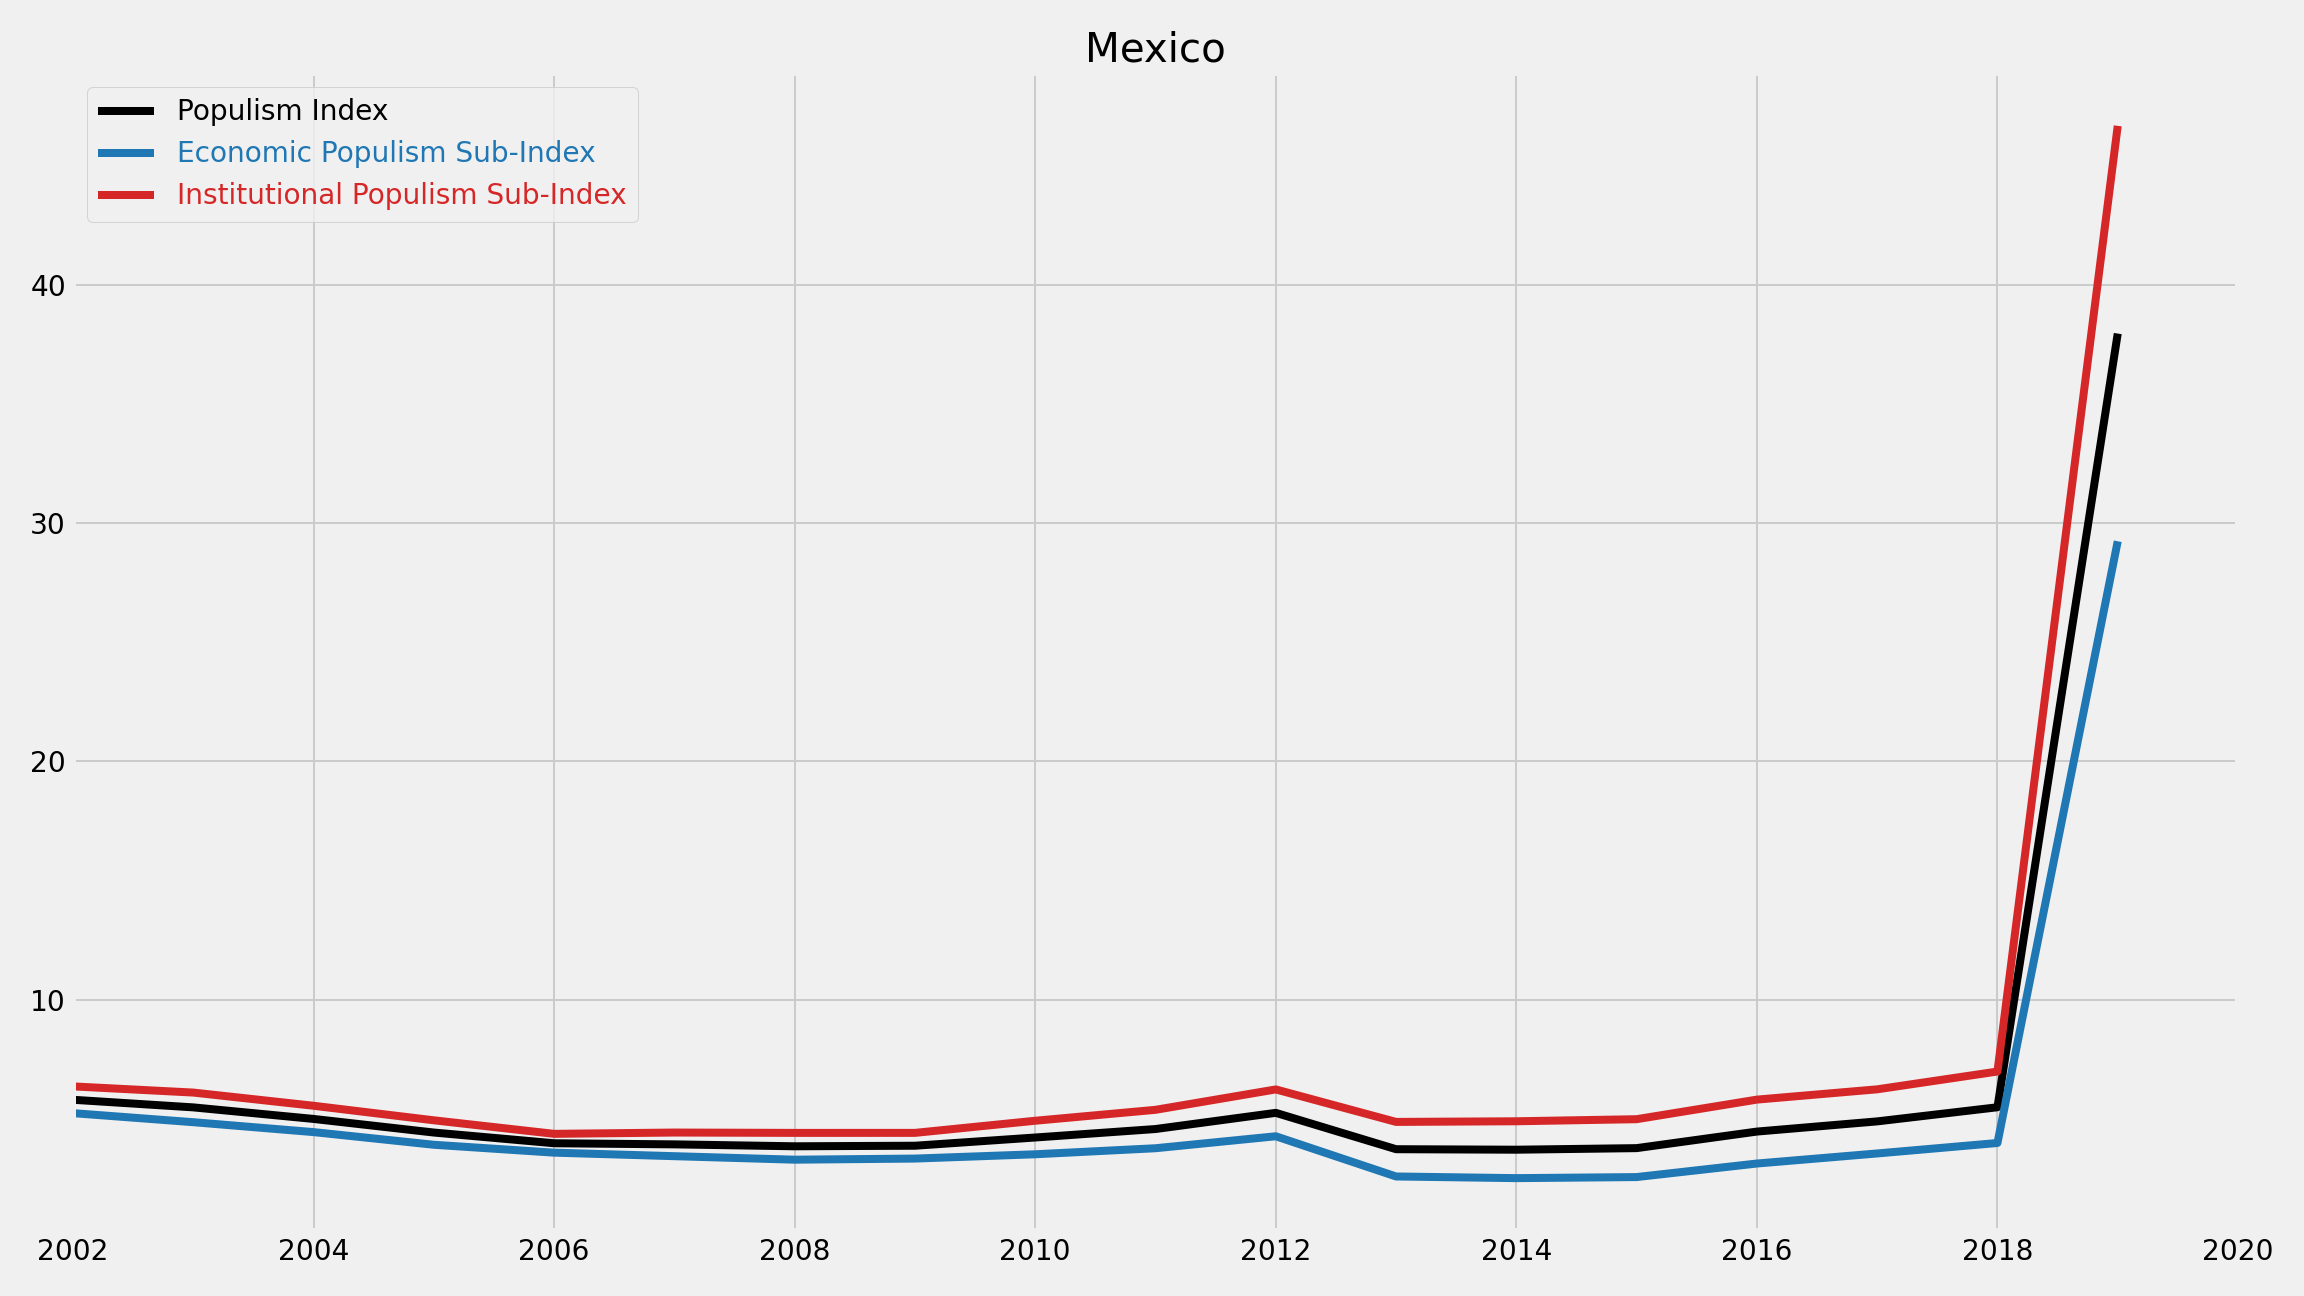 Mexico
Populism Index
Economic Populism Sub-Index
Institutional Populism Sub-Index
40
30
20
10
2002 2004 2006 2008 2010 2012 2014 2016 2018 2020